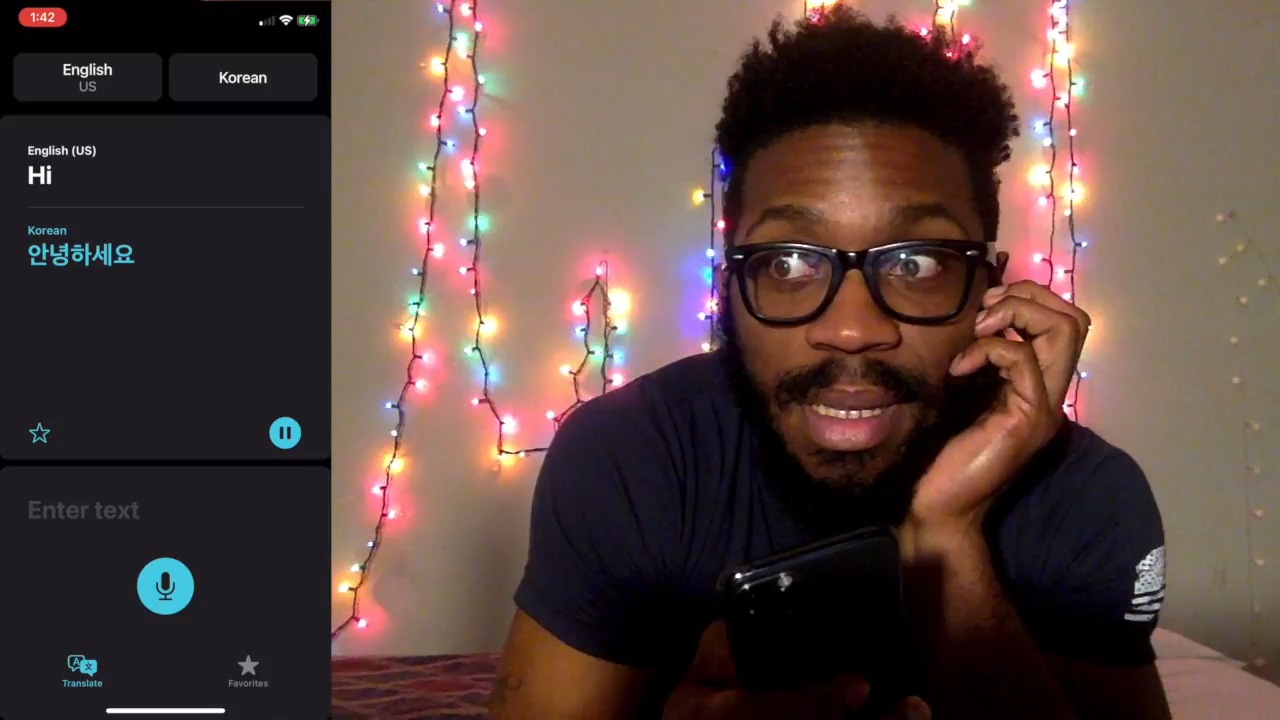 1:42
English
US
Korean
English (US)
Hi
Korean
안녕하세요
Enter text
Translate
Favorites